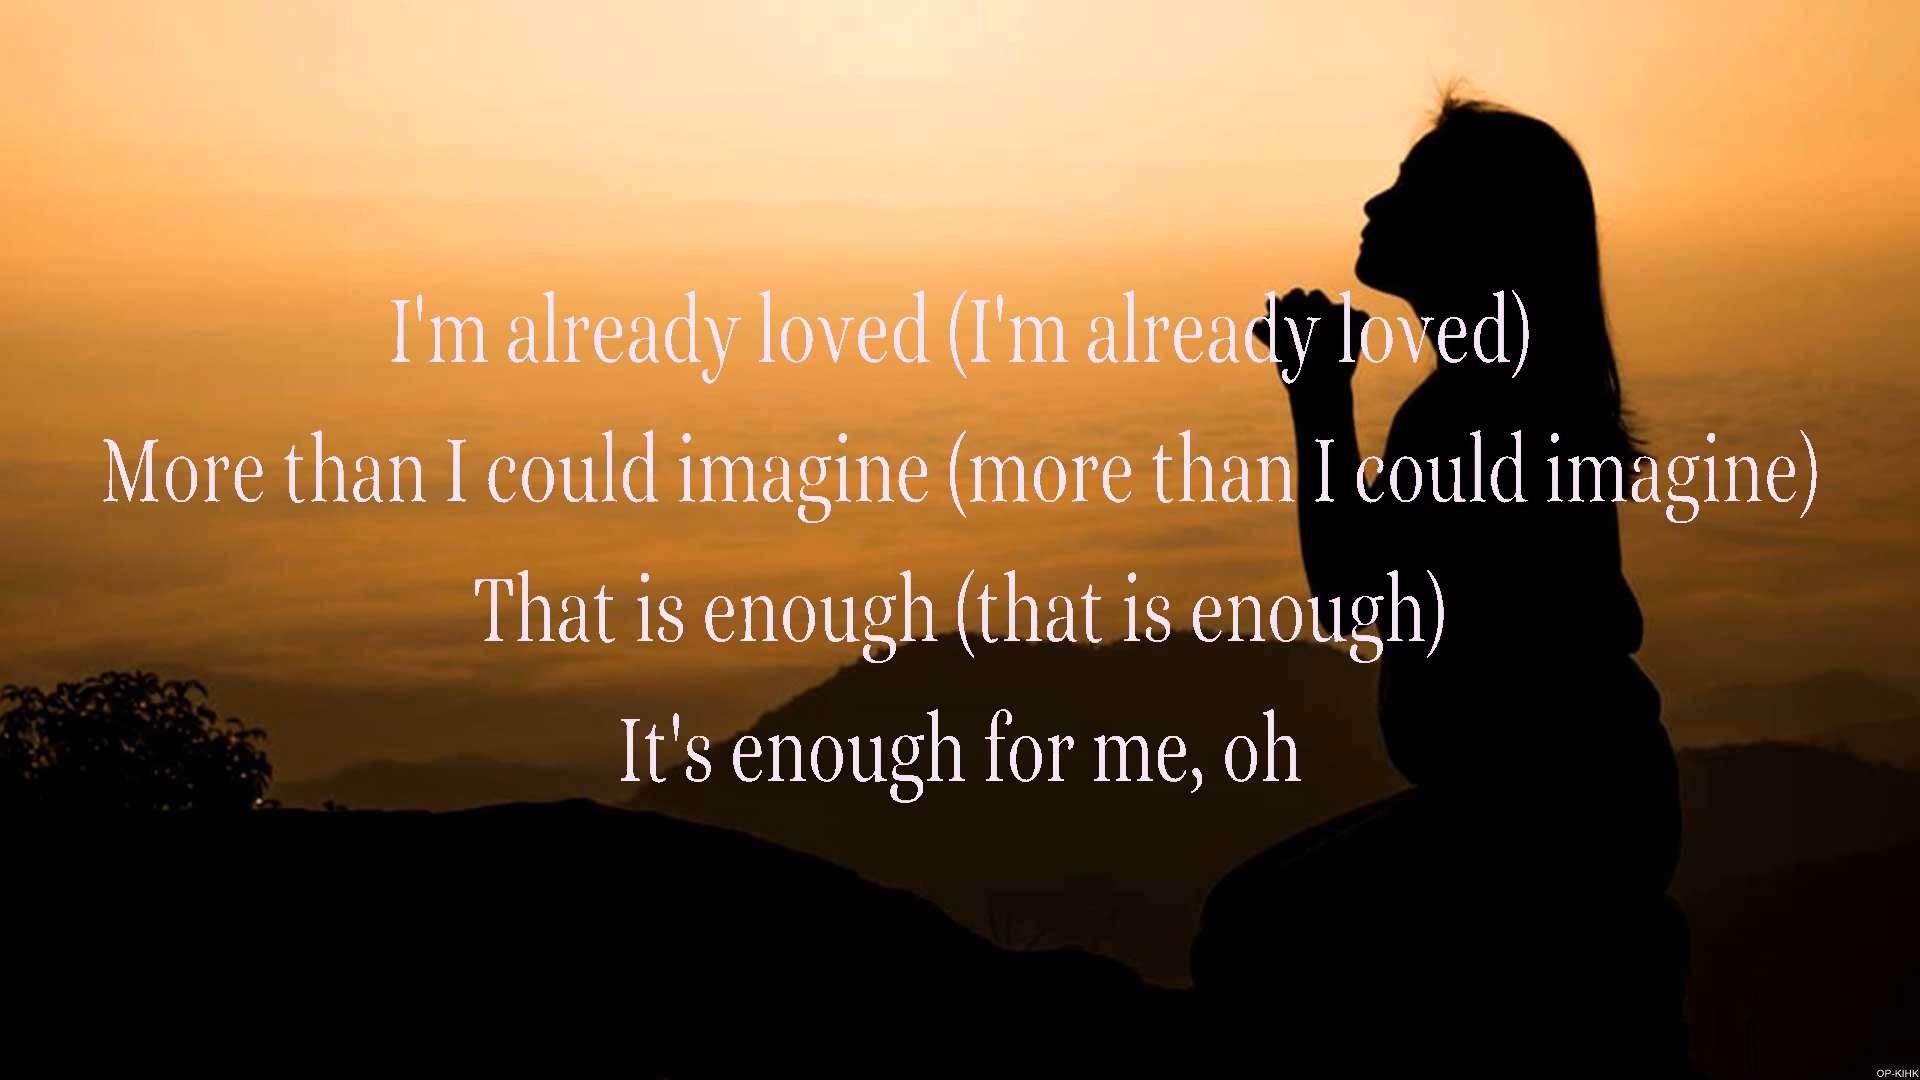 I'm already loved (I'm already loved)
More than I could imagine (more than I could imagine)
That is enough (that is enough)
It's enough for me, oh
OP-KIHK